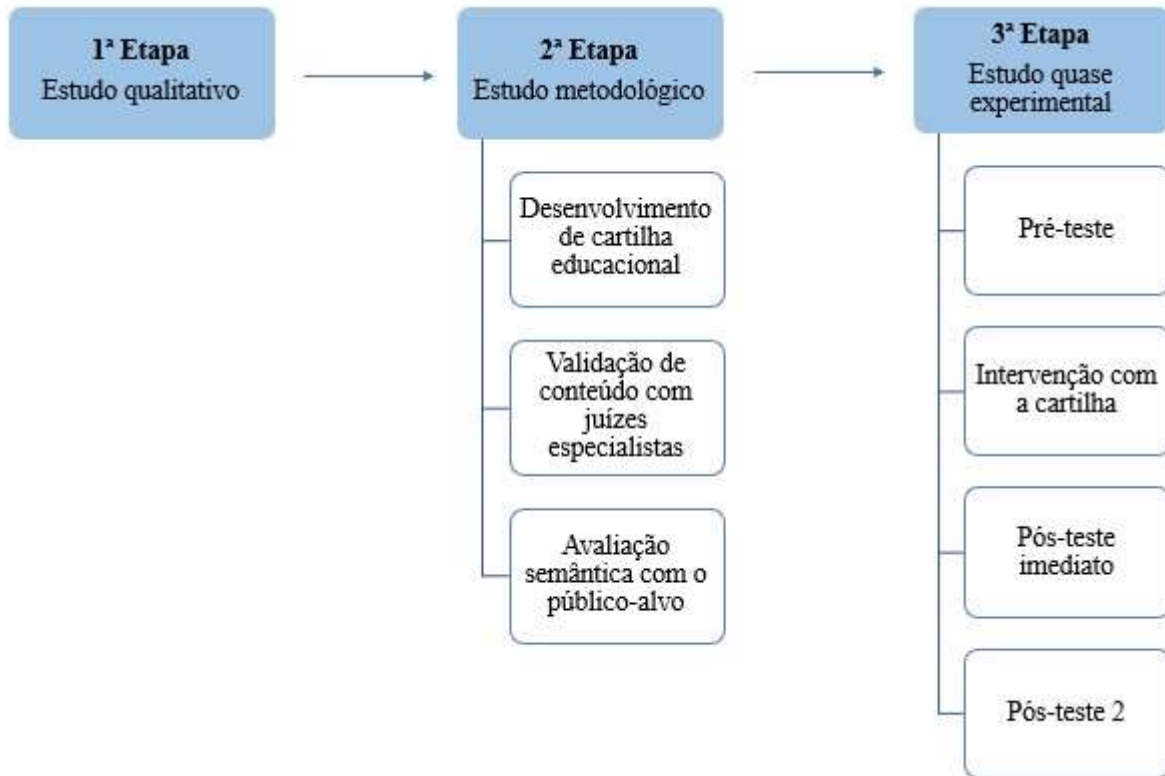 1ª Etapa
Estudo qualitativo
2ª Etapa
Estudo metodológico
Desenvolvimento
de cartilha
educacional
Validação de
conteúdo com
juízes
especialistas
Avaliação
semântica com o
público-alvo
3ª Etapa
Estudo quase
experimental
Pré-teste
Intervenção com
a cartilha
Pós-teste
imediato
Pós-teste 2